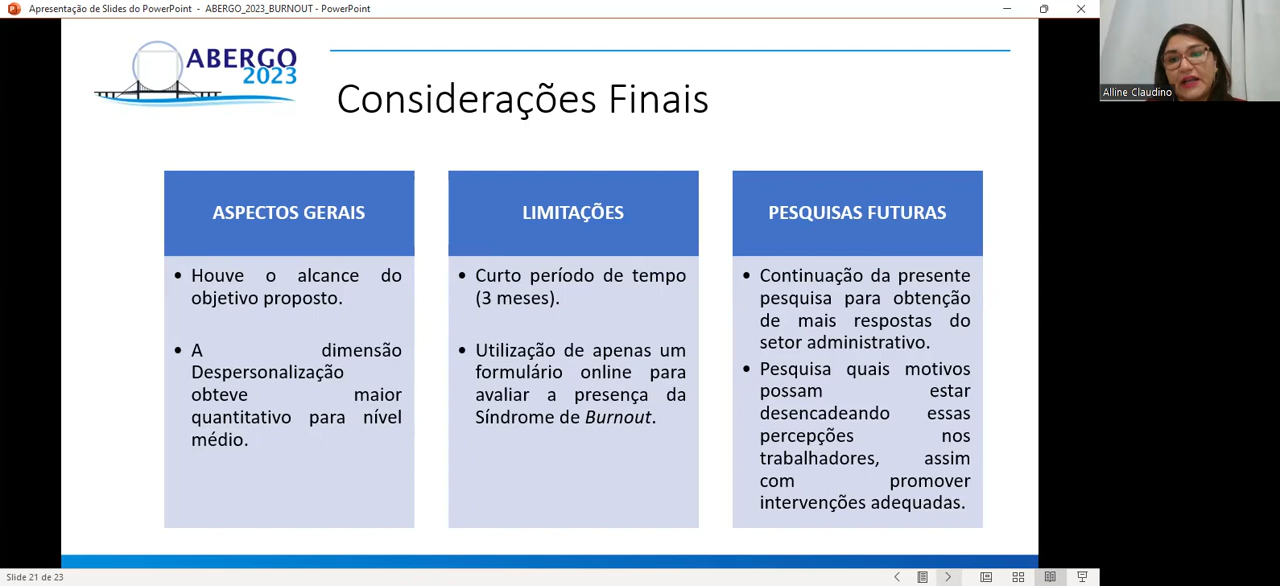 Apresentação de Slides do PowerPoint - ABERGO_2023_BURNOUT - PowerPoint
ABERGO
2023
Considerações Finais
Alline Claudino
ASPECTOS GERAIS
• Houve o alcance do
objetivo proposto.
• A dimensão
Despersonalização
obteve maior
quantitativo para nível
médio.
LIMITAÇÕES
• Curto período de tempo
(3 meses).
• Utilização de apenas um
formulário online para
avaliar a presença da
Síndrome de Burnout.
PESQUISAS FUTURAS
• Continuação da presente
pesquisa para obtenção
de mais respostas do
setor administrativo.
• Pesquisa quais motivos
possam estar
desencadeando essas
percepções nos
trabalhadores, assim
com promover
intervenções adequadas.
Slide 21 de 23